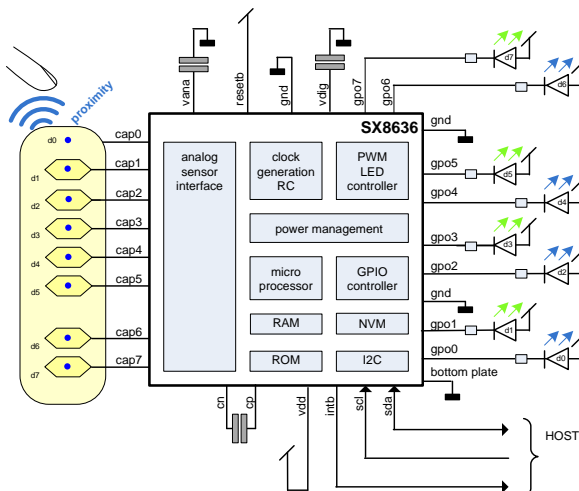 proximity
vana
resetb
gnd
vdig
gpo7
gpo6
d7
d6
SX8636
gnd
d0
cap0
d1
cap1
d2
cap2
d3
cap3
d4
cap4
d5
cap5
d6
cap6
d7
cap7
analog
sensor
interface
clock
generation
RC
PWM
LED
controller
power management
micro
processor
GPIO
controller
RAM
NVM
ROM
I2C
gpo5
d5
gpo4
d4
gpo3
d3
gpo2
d2
gnd
gpo1
d1
gpo0
d0
bottom plate
cn
cp
vdd
intb
scl
sda
HOST